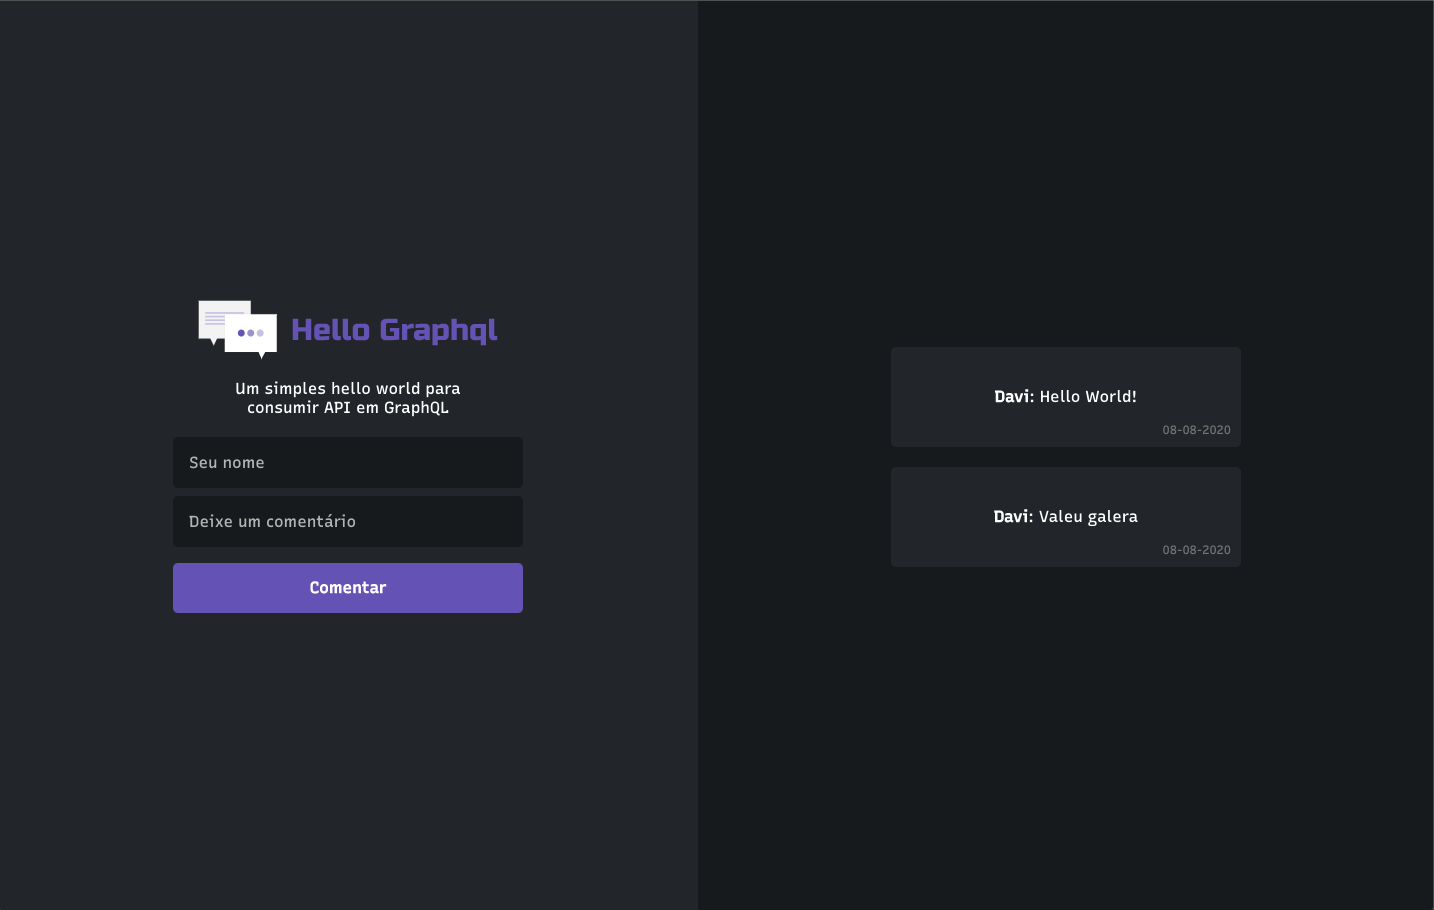 Hello Graphql
Um simples hello world para
consumir API em GraphQL
Seu nome
Deixe um comentário
Comentar
Davi: Hello World!
08-08-2020
Davi: Valeu galera
08-08-2020